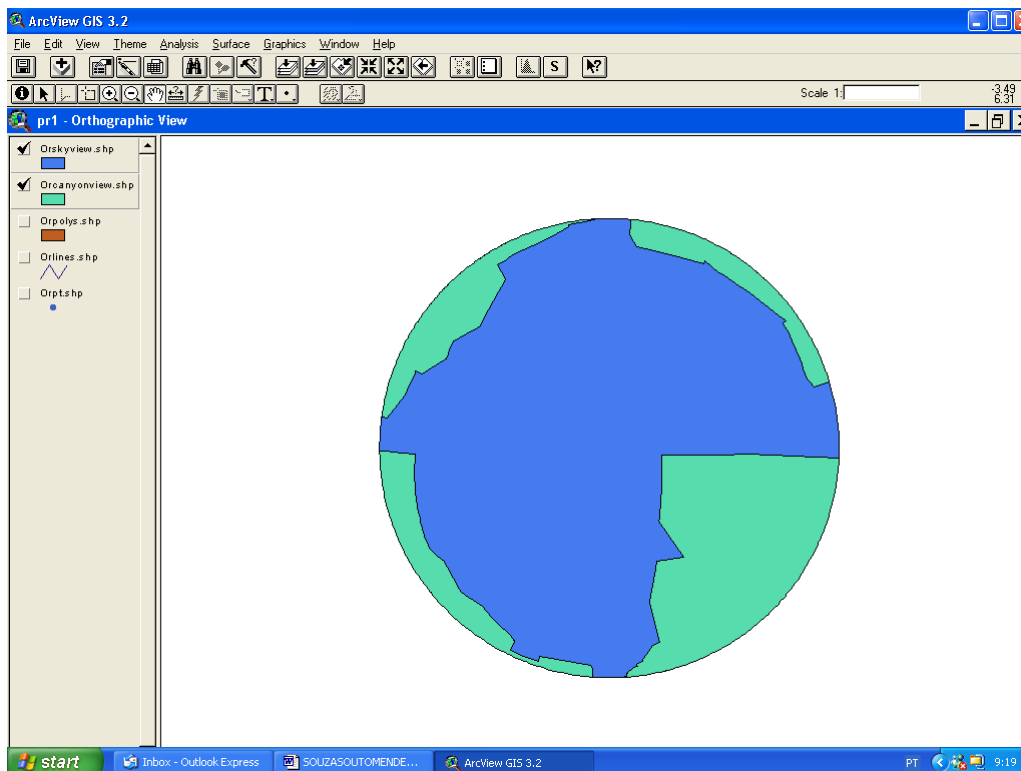 ArcView GIS 3.2
File Edit View Theme Analysis Surface Graphics Window Help
S
T
Scale 1:
-3.49
6.31
pr1 - Orthographic View
Orskyview.shp
Orcanyonview.shp
Orpolys.shp
Orlines.shp
Orpt.shp
start
Inbox - Outlook Express
SOUZASOUTOMENDE...
ArcView GIS 3.2
PT
9:19